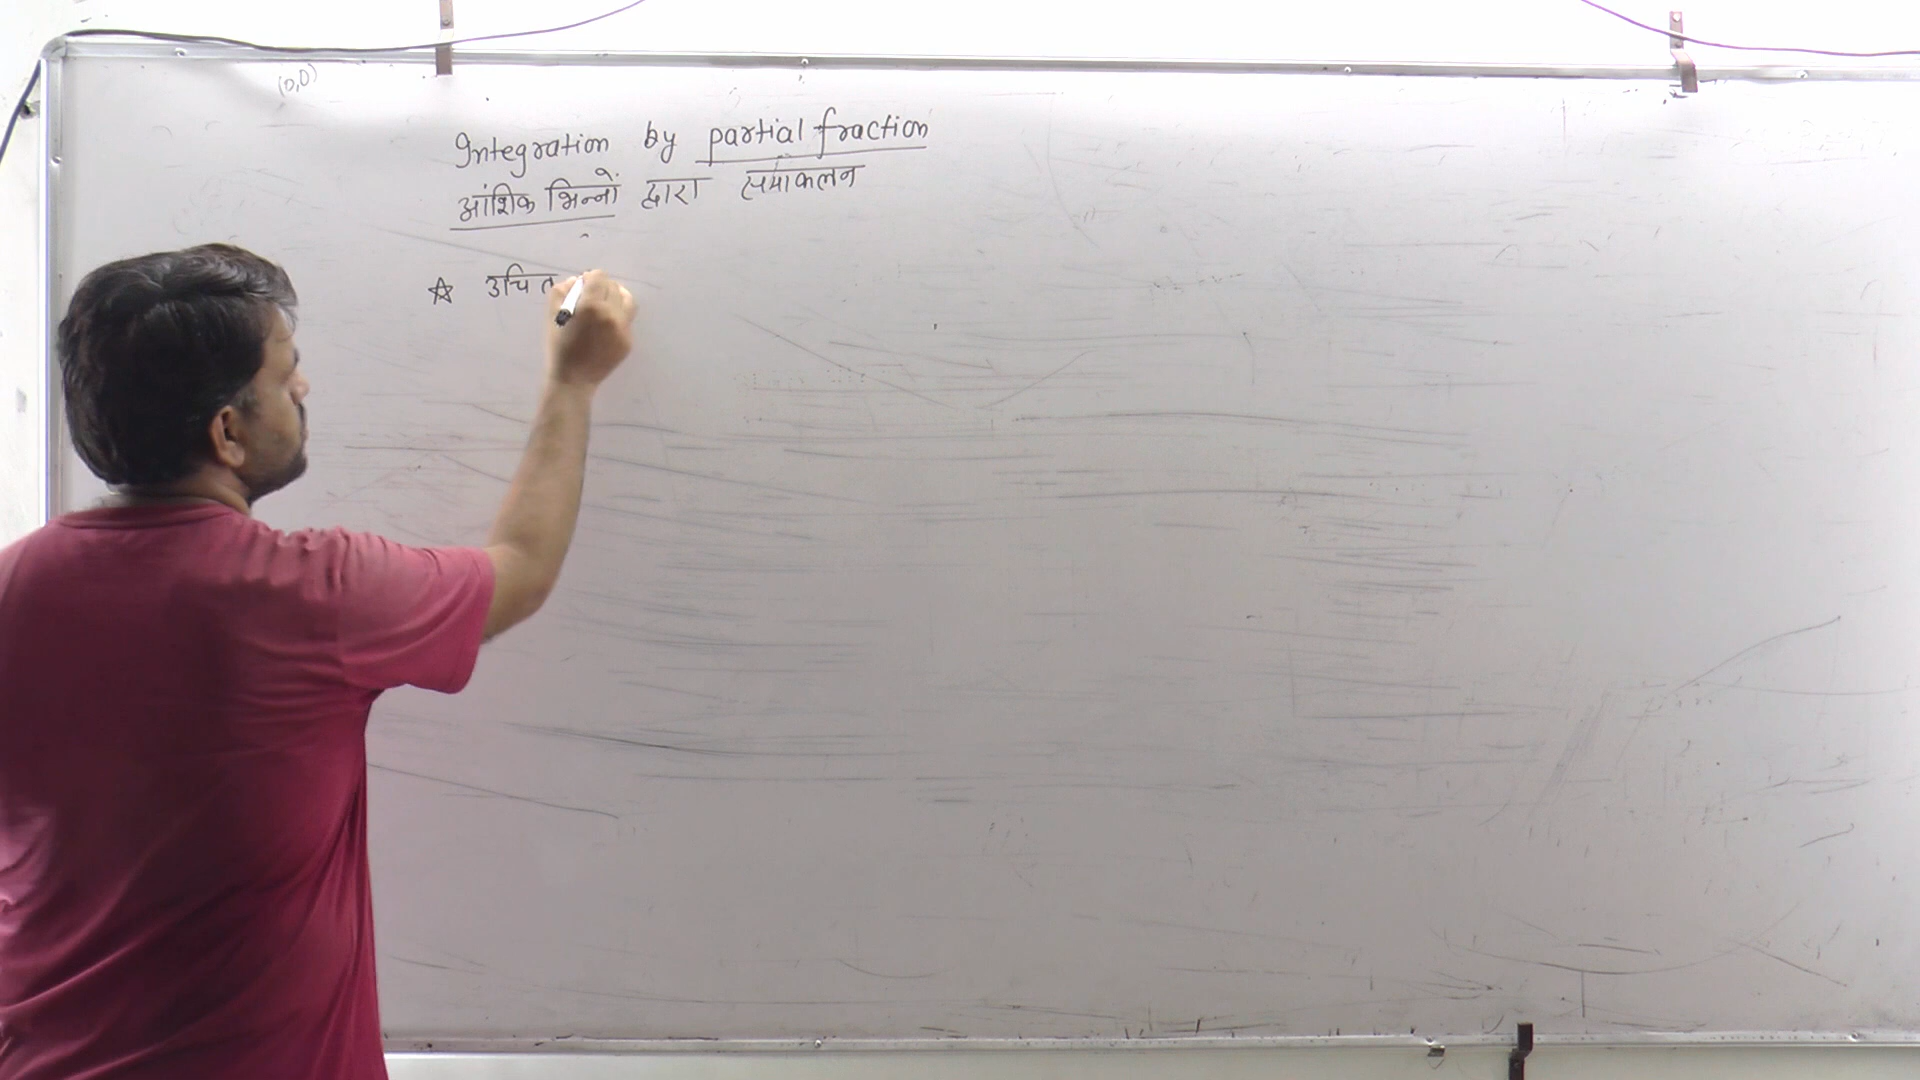 (0,0)
Integration by partial fraction
आंशिक भिन्नों द्वारा समाकलन
☆ उचित